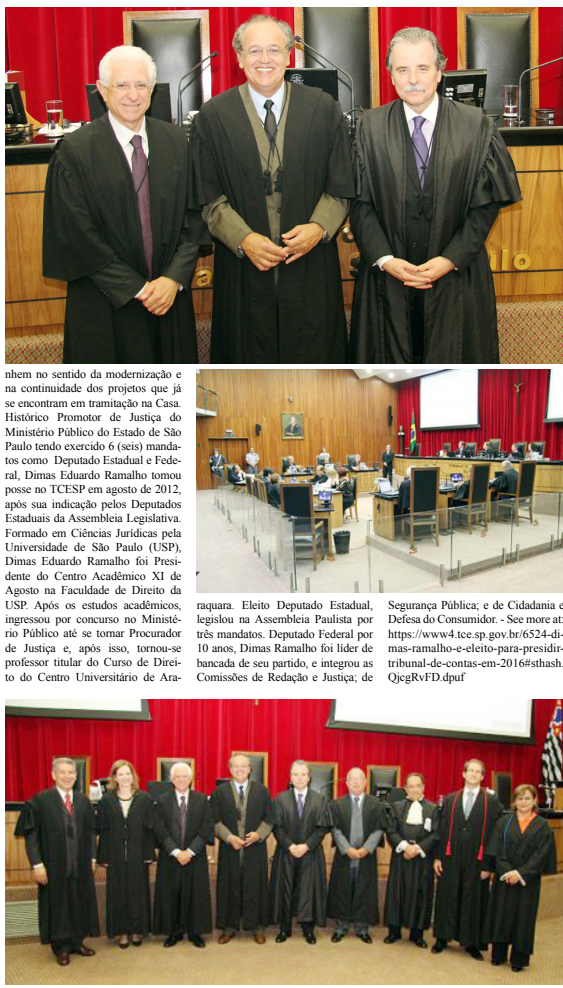 nhem no sentido da modernização e
na continuidade dos projetos que já
se encontram em tramitação na Casa.
Histórico Promotor de Justiça do
Ministério Público do Estado de São
Paulo tendo exercido 6 (seis) manda-
tos como Deputado Estadual e Fede-
ral, Dimas Eduardo Ramalho tomou
posse no TCESP em agosto de 2012,
após sua indicação pelos Deputados
Estaduais da Assembleia Legislativa.
Formado em Ciências Jurídicas pela
Universidade de São Paulo (USP),
Dimas Eduardo Ramalho foi Presi-
dente do Centro Acadêmico XI de
Agosto na Faculdade de Direito da
USP. Após os estudos acadêmicos,
ingressou por concurso no Ministé-
rio Público até se tornar Procurador
de Justiça e, após isso, tornou-se
professor titular do Curso de Direi-
to do Centro Universitário de Ara-
raquara. Eleito Deputado Estadual,
legislou na Assembleia Paulista por
três mandatos. Deputado Federal por
10 anos, Dimas Ramalho foi líder de
bancada de seu partido, e integrou as
Comissões de Redação e Justiça; de
Segurança Pública; e de Cidadania e
Defesa do Consumidor. - See more at:
https://www4.tce.sp.gov.br/6524-di-
mas-ramalho-e-eleito-para-presidir-
tribunal-de-contas-em-2016#sthash.
QjcgRvFD.dpuf